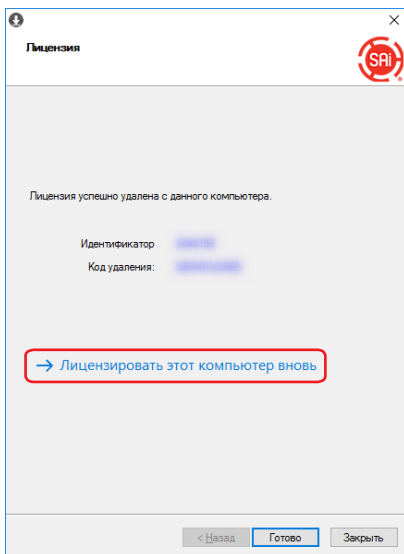 Лицензия
SAi
Лицензия успешно удалена с данного компьютера.
Идентификатор
Код удаления:
→ Лицензировать этот компьютер вновь
< Назад Готово Закрыть